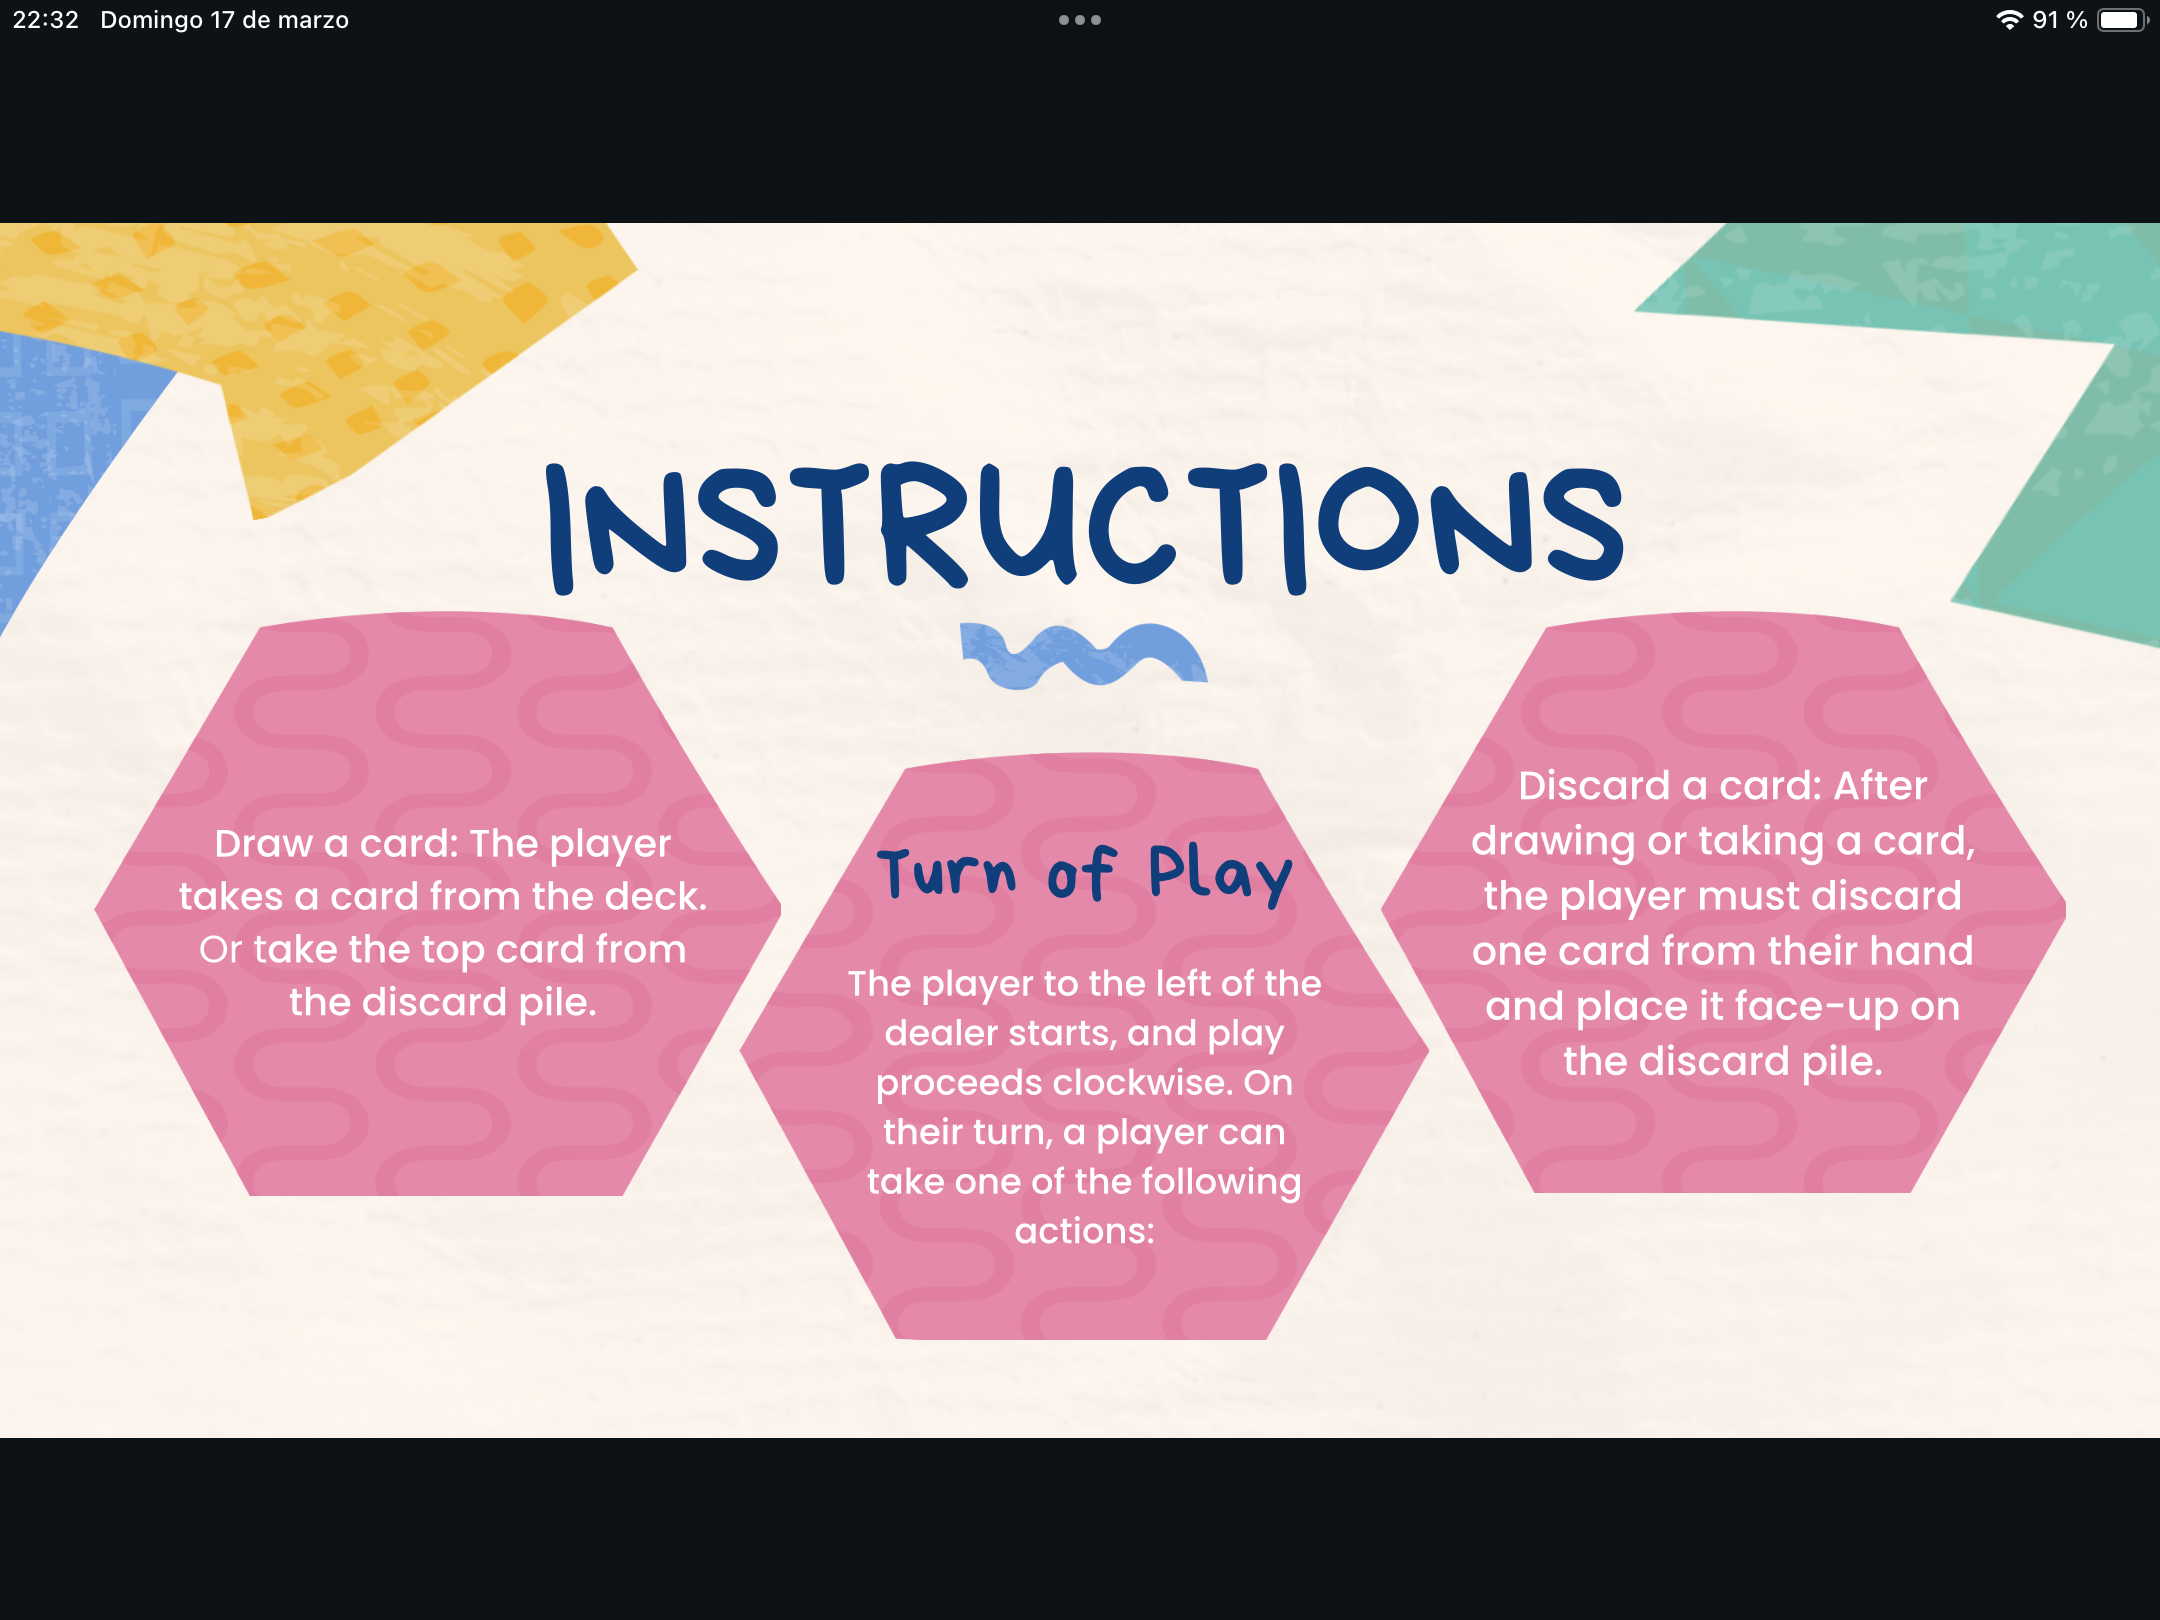 22:32 Domingo 17 de marzo
91 %
INSTRUCTIONS
Draw a card: The player
takes a card from the deck.
Or take the top card from
the discard pile.
Turn of Play
The player to the left of the
dealer starts, and play
proceeds clockwise. On
their turn, a player can
take one of the following
actions:
Discard a card: After
drawing or taking a card,
the player must discard
one card from their hand
and place it face-up on
the discard pile.